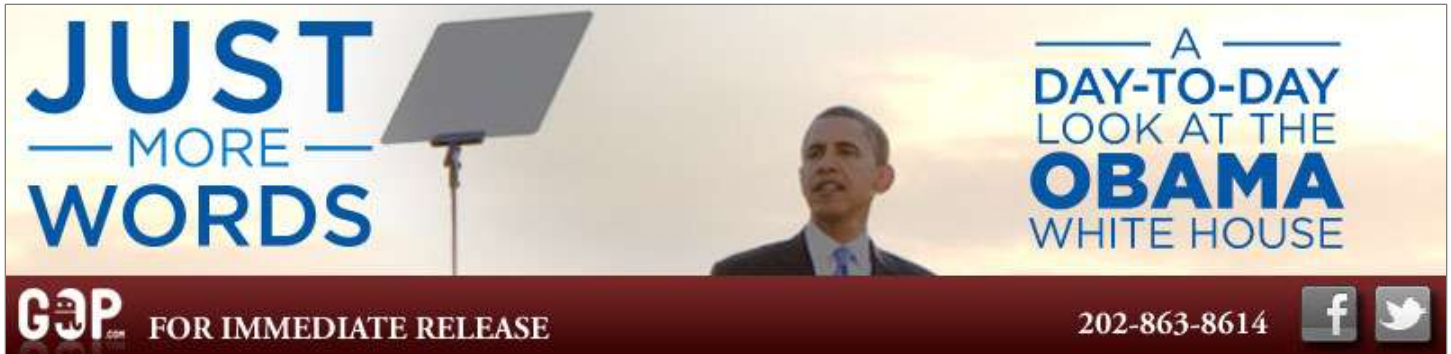 JUST
MORE
WORDS
A
DAY-TO-DAY
LOOK AT THE
OBAMA
WHITE HOUSE
GOP.COM FOR IMMEDIATE RELEASE 202-863-8614